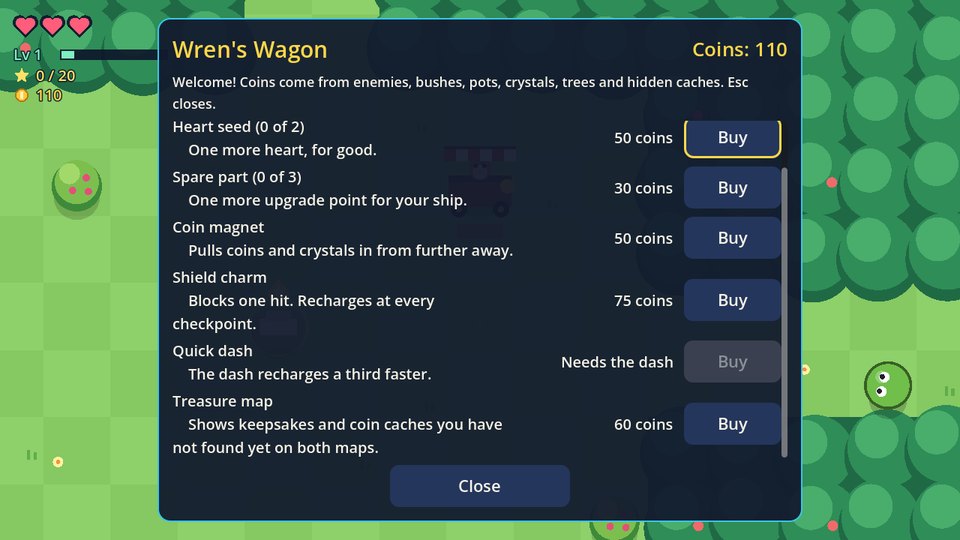 Lv 1
0 / 20
110
Wren's Wagon
Coins: 110
Welcome! Coins come from enemies, bushes, pots, crystals, trees and hidden caches. Esc
closes.
Heart seed (0 of 2)
One more heart, for good.
50 coins
Buy
Spare part (0 of 3)
One more upgrade point for your ship.
30 coins
Buy
Coin magnet
Pulls coins and crystals in from further away.
50 coins
Buy
Shield charm
Blocks one hit. Recharges at every
checkpoint.
75 coins
Buy
Quick dash
The dash recharges a third faster.
Needs the dash
Buy
Treasure map
Shows keepsakes and coin caches you have
not found yet on both maps.
60 coins
Buy
Close